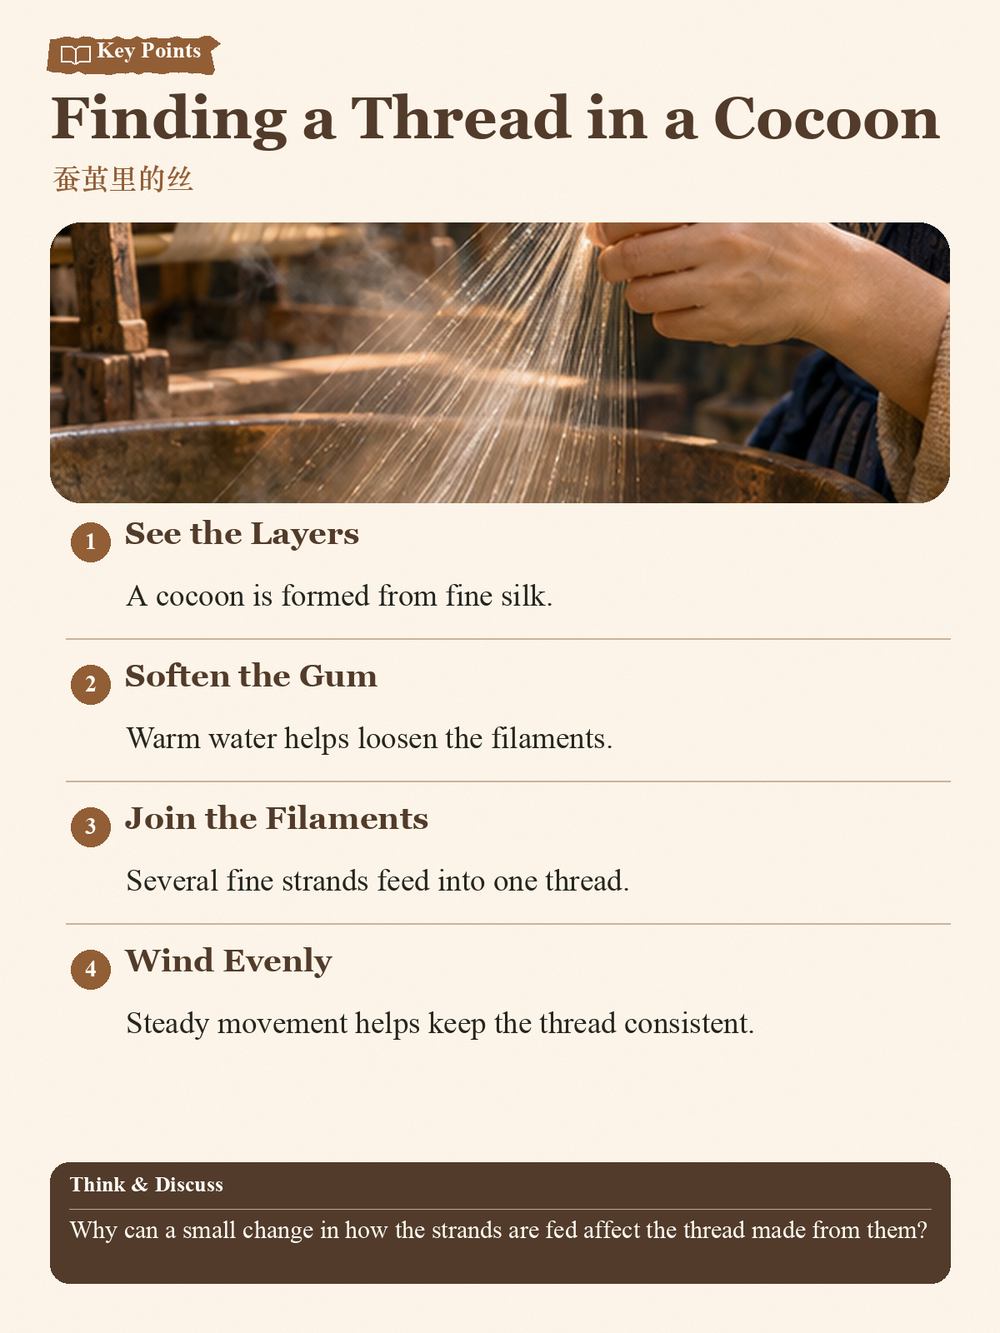 Key Points
Finding a Thread in a Cocoon
蚕茧里的丝
1 See the Layers
A cocoon is formed from fine silk.
2 Soften the Gum
Warm water helps loosen the filaments.
3 Join the Filaments
Several fine strands feed into one thread.
4 Wind Evenly
Steady movement helps keep the thread consistent.
Think & Discuss
Why can a small change in how the strands are fed affect the thread made from them?